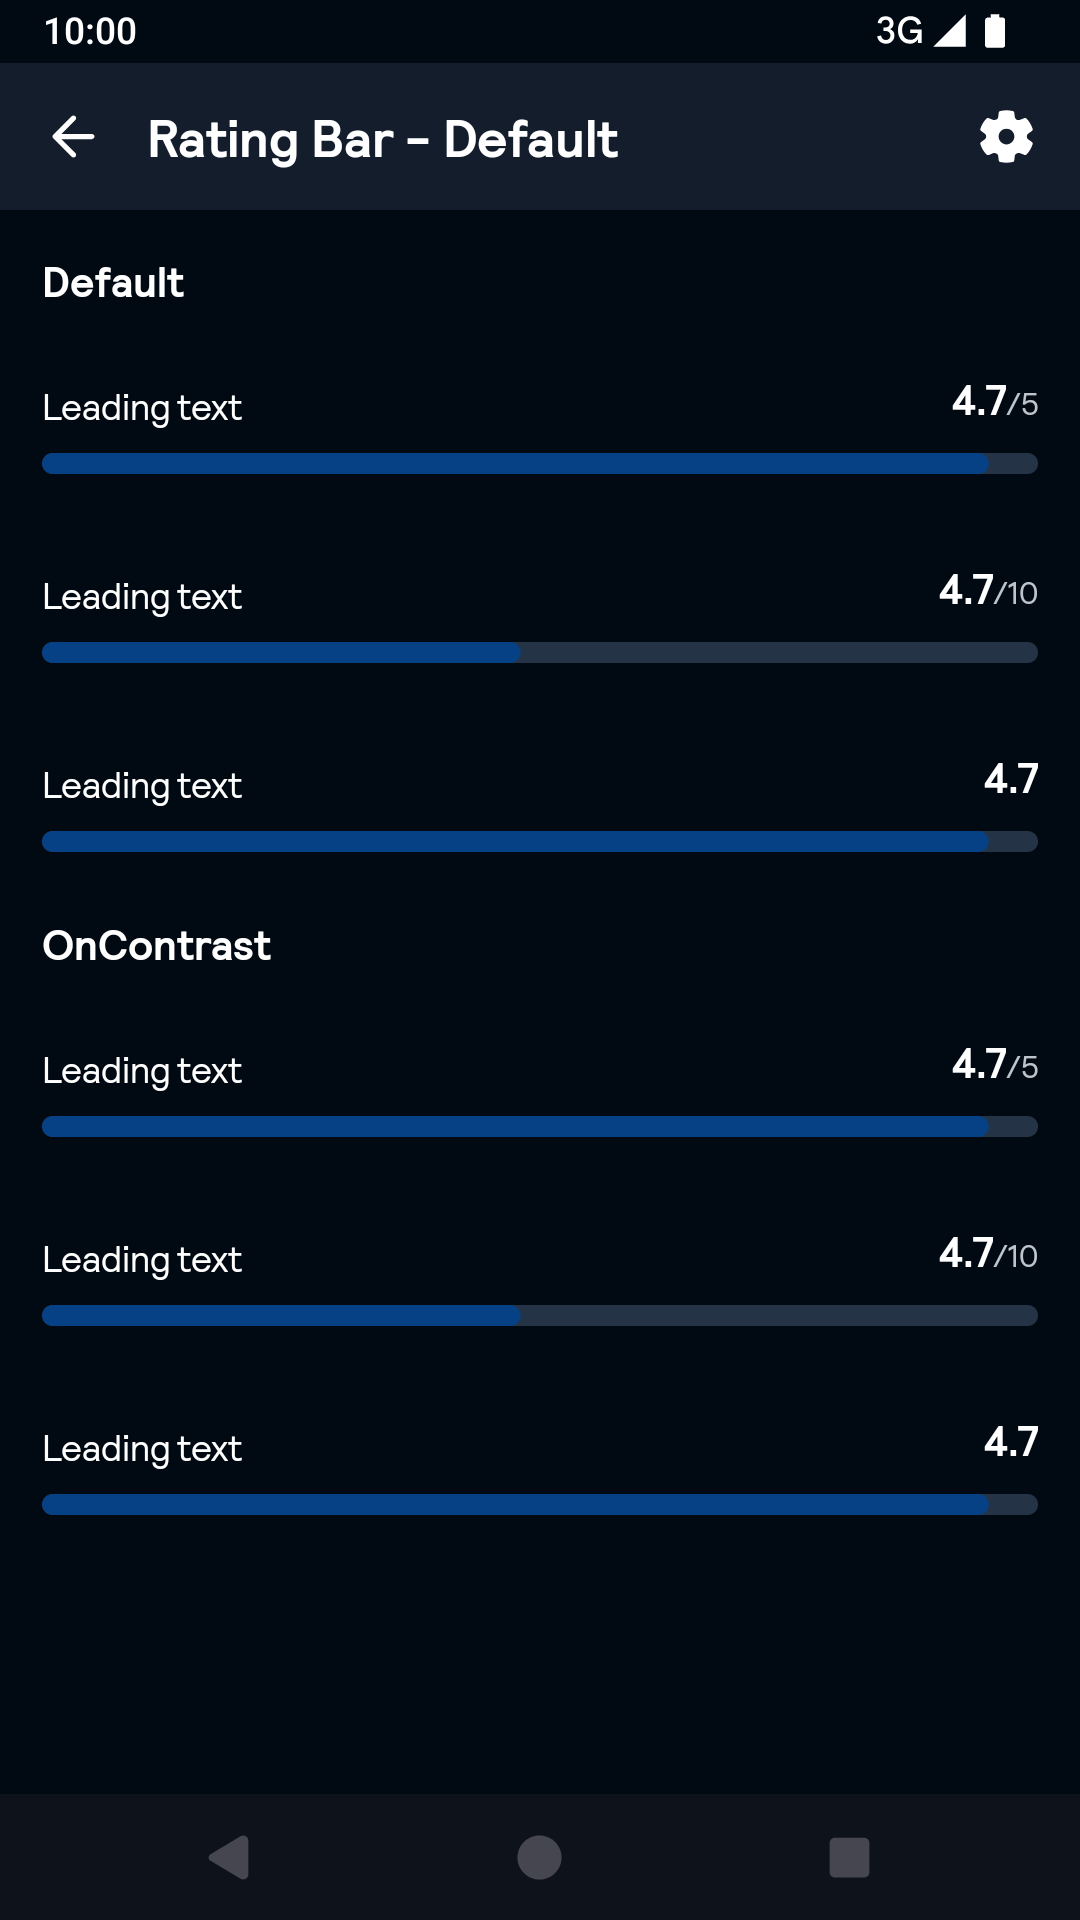 10:00 3G
Rating Bar - Default
Default
Leading text 4.7/5
Leading text 4.7/10
Leading text 4.7
OnContrast
Leading text 4.7/5
Leading text 4.7/10
Leading text 4.7